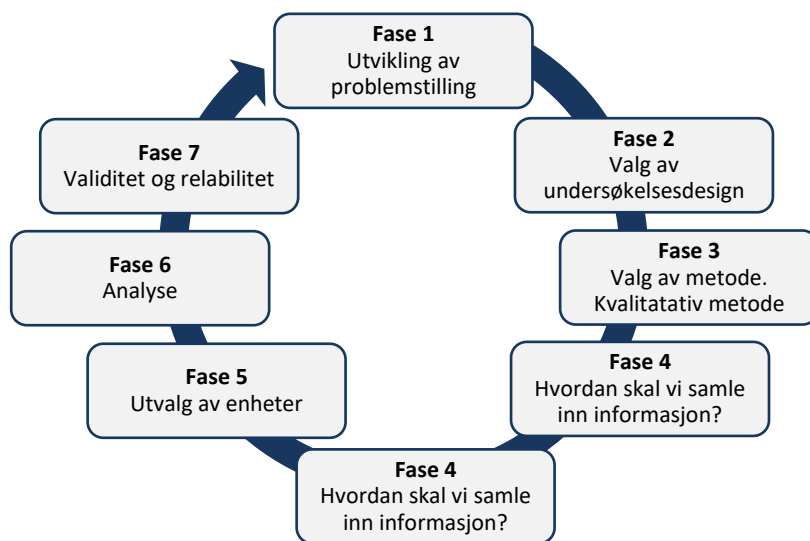 Fase 1
Utvikling av
problemstilling
Fase 2
Valg av
undersøkelsesdesign
Fase 3
Valg av metode.
Kvalitatativ metode
Fase 4
Hvordan skal vi samle
inn informasjon?
Fase 4
Hvordan skal vi samle
inn informasjon?
Fase 5
Utvalg av enheter
Fase 6
Analyse
Fase 7
Validitet og relabilitet